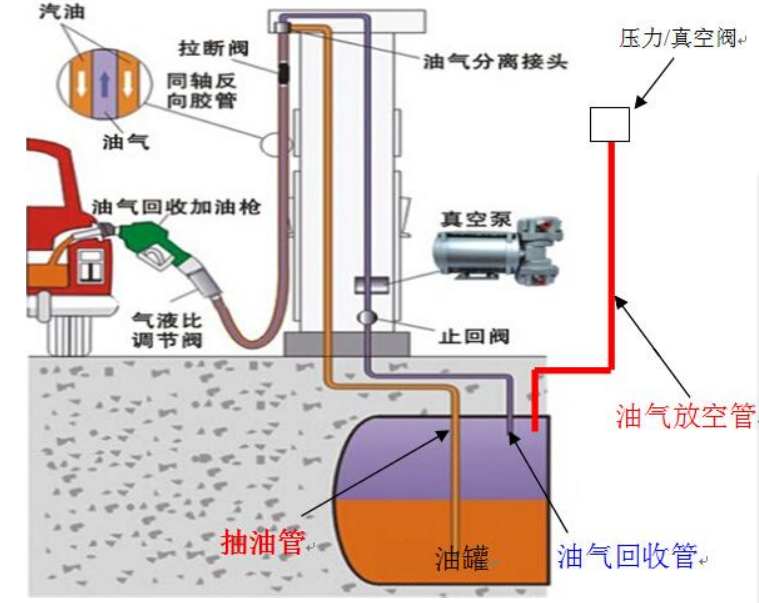 汽油
拉断阀
同轴反
向胶管
油气
油气分离接头
压力/真空阀
油气回收加油枪
真空泵
气液比
调节阀
止回阀
油气放空管
抽油管
油罐
油气回收管